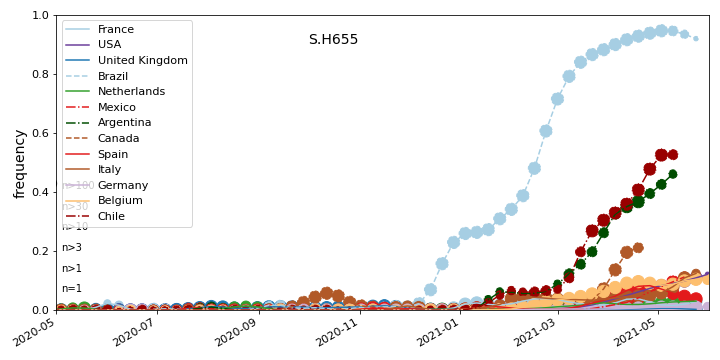 S.H655
frequency
1.0
0.8
0.6
0.4
0.2
0.0
France
USA
United Kingdom
Brazil
Netherlands
Mexico
Argentina
Canada
Spain
Italy
Germany
Belgium
Chile
n>100
n>30
n>10
n>3
n>1
n=1
2020-05
2020-07
2020-09
2020-11
2021-01
2021-03
2021-05